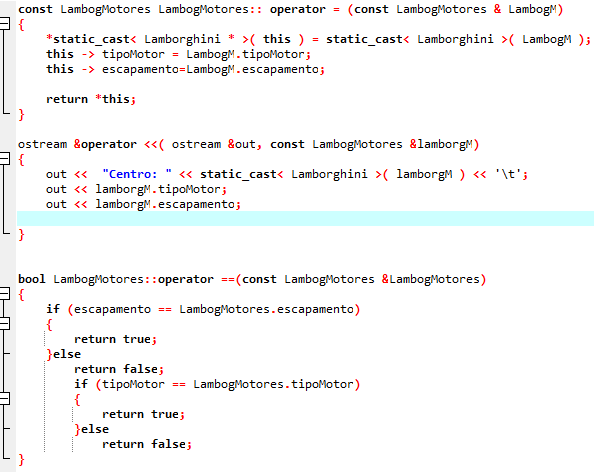 const LambogMotores LambogMotores:: operator = (const LambogMotores & LambogM)
{
*static_cast< Lamborghini * >( this ) = static_cast< Lamborghini >( LambogM );
this -> tipoMotor = LambogM.tipoMotor;
this -> escapamento=LambogM.escapamento;
return *this;
}
ostream &operator <<( ostream &out, const LambogMotores &lamborgM)
{
out << "Centro: " << static_cast< Lamborghini >( lamborgM ) << '\t';
out << lamborgM.tipoMotor;
out << lamborgM.escapamento;
}
bool LambogMotores::operator ==(const LambogMotores &LambogMotores)
{
if (escapamento == LambogMotores.escapamento)
{
return true;
}else
return false;
if (tipoMotor == LambogMotores.tipoMotor)
{
return true;
}else
return false;
}